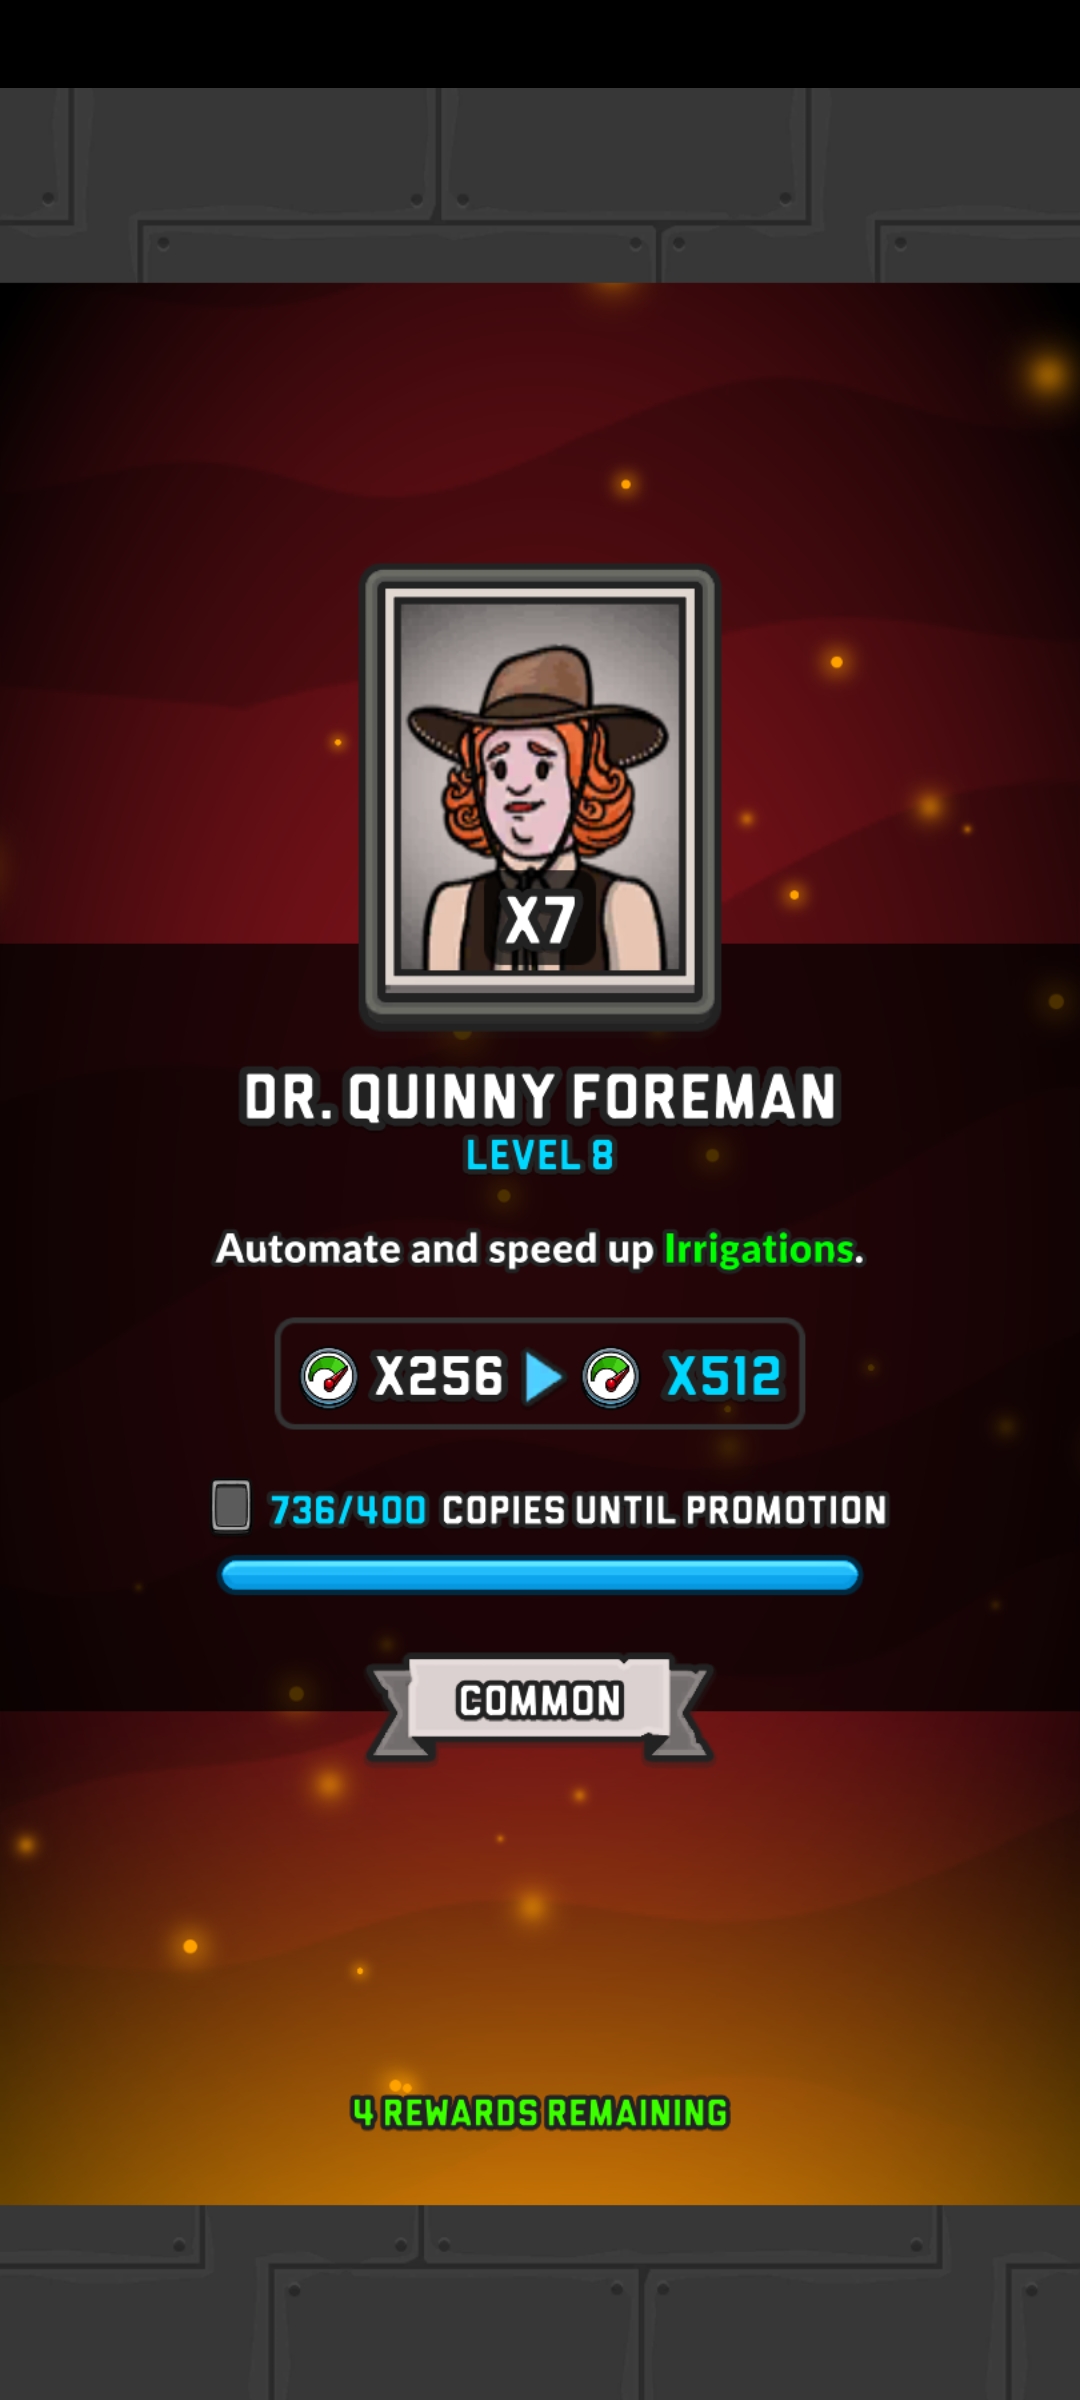 X7
DR. QUINNY FOREMAN
LEVEL 8
Automate and speed up Irrigations.
X256 X512
736/400 COPIES UNTIL PROMOTION
COMMON
4 REWARDS REMAINING